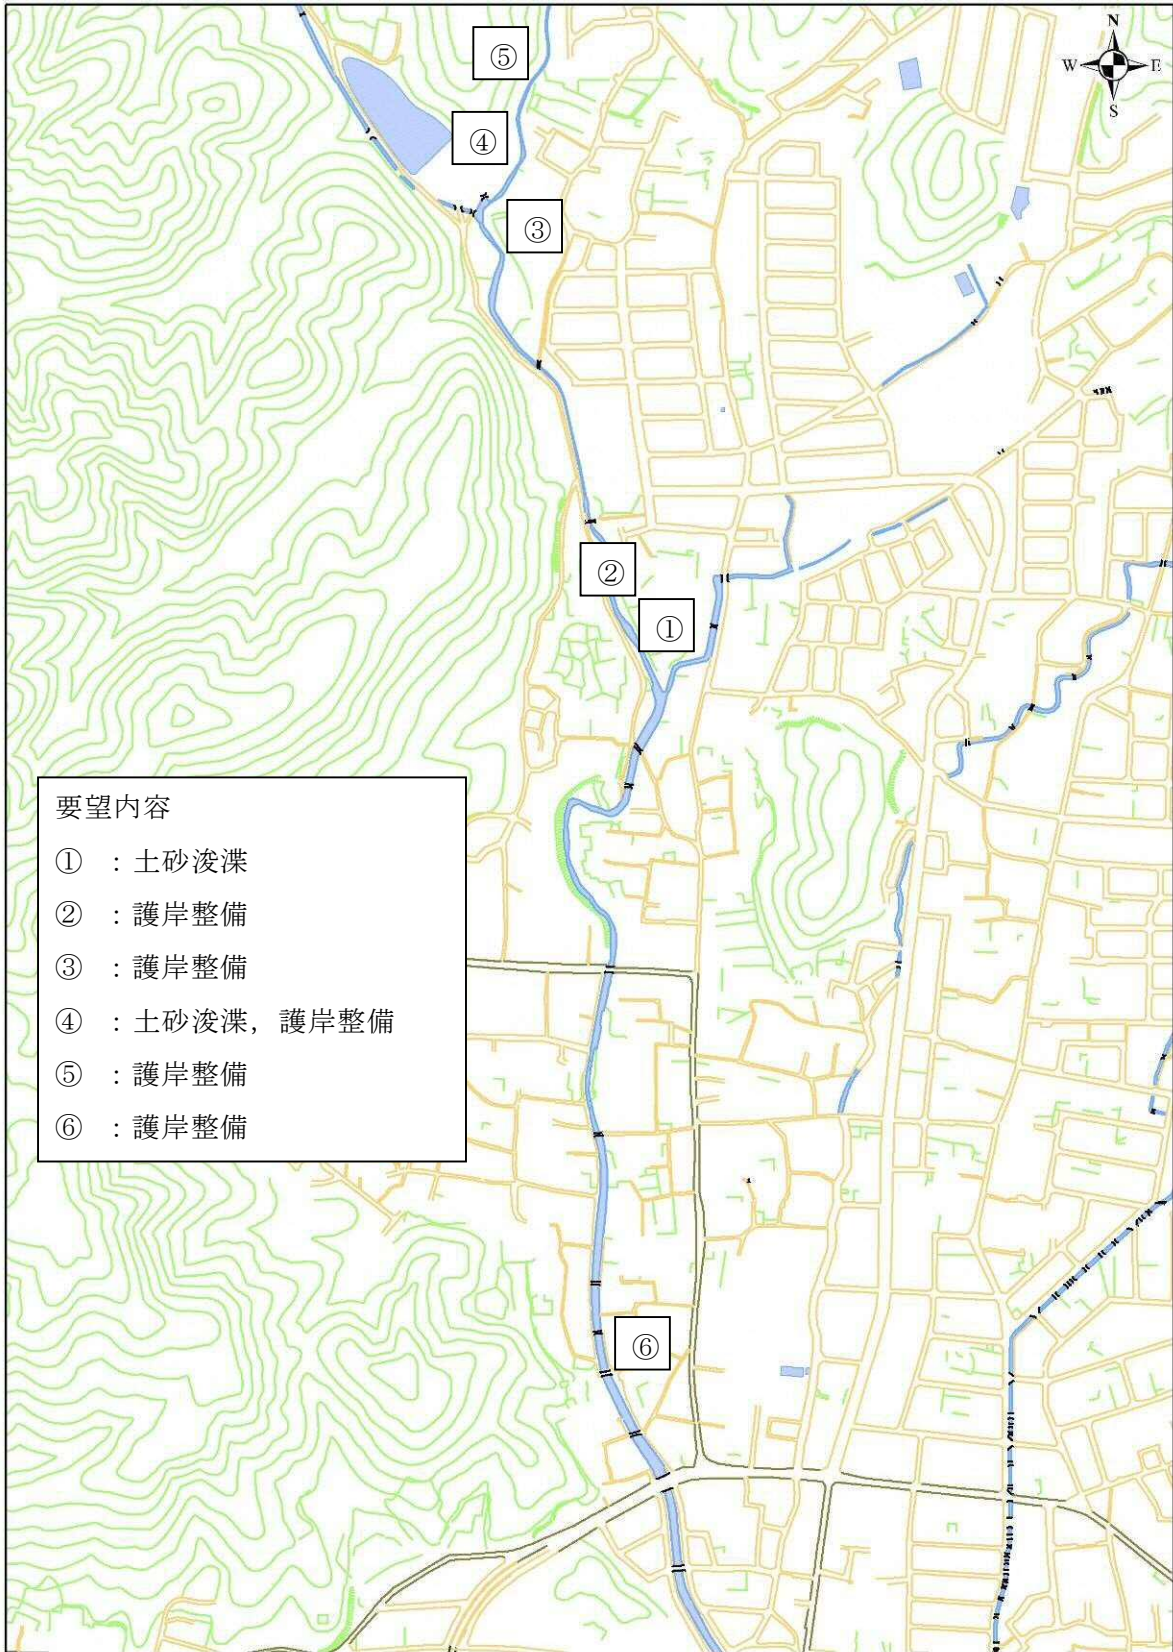 ⑤
N
W
E
S
④
③
②
①
要望内容
① ：土砂浚渫
② ：護岸整備
③ ：護岸整備
④ ：土砂浚渫，護岸整備
⑤ ：護岸整備
⑥ ：護岸整備
⑥